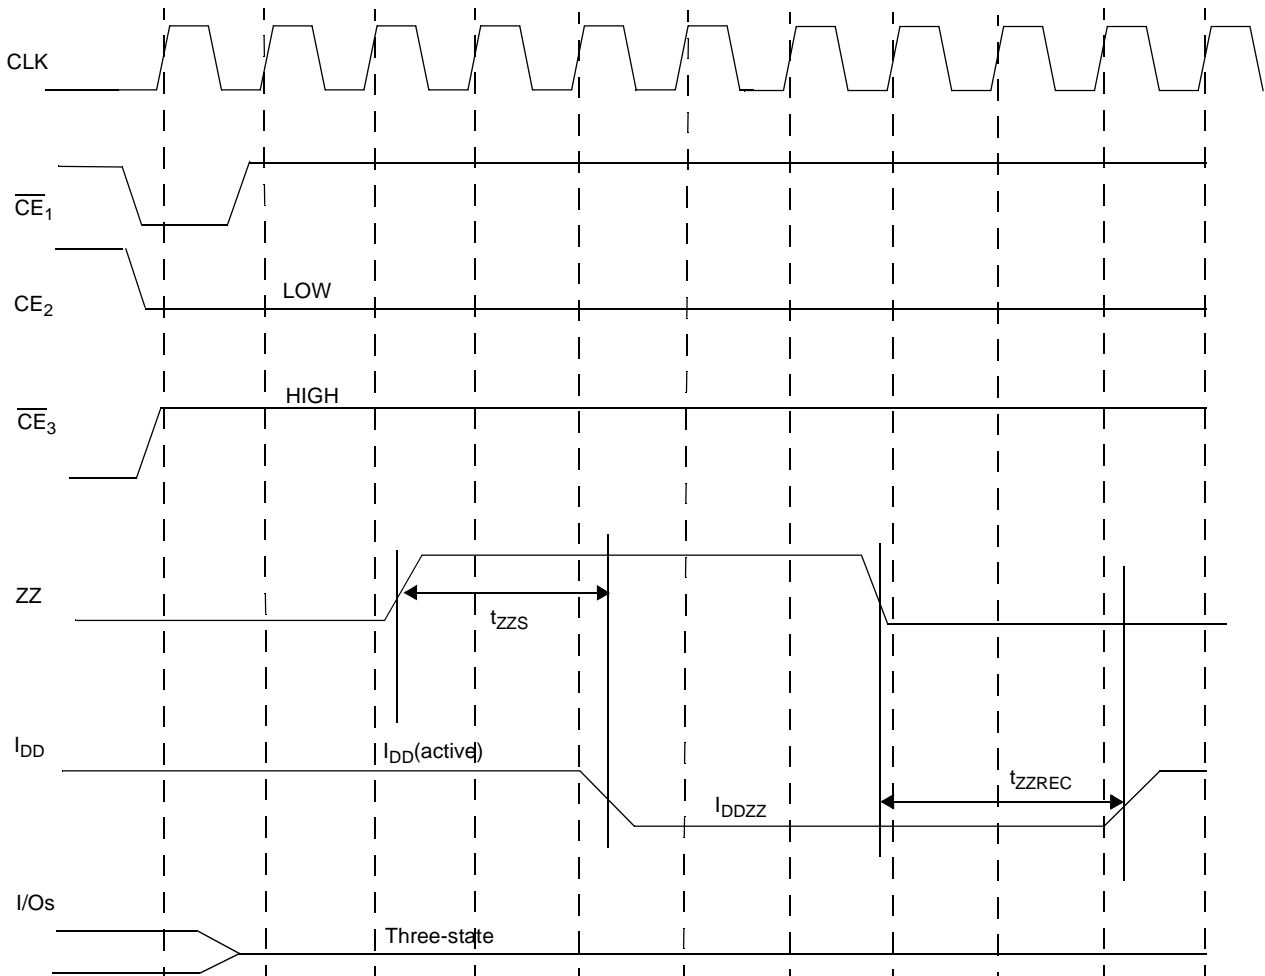 CLK
CE1
CE2
LOW
CE3
HIGH
ZZ
tZZS
IDD
IDD(active)
IDDZZ
tZZREC
I/Os
Three-state